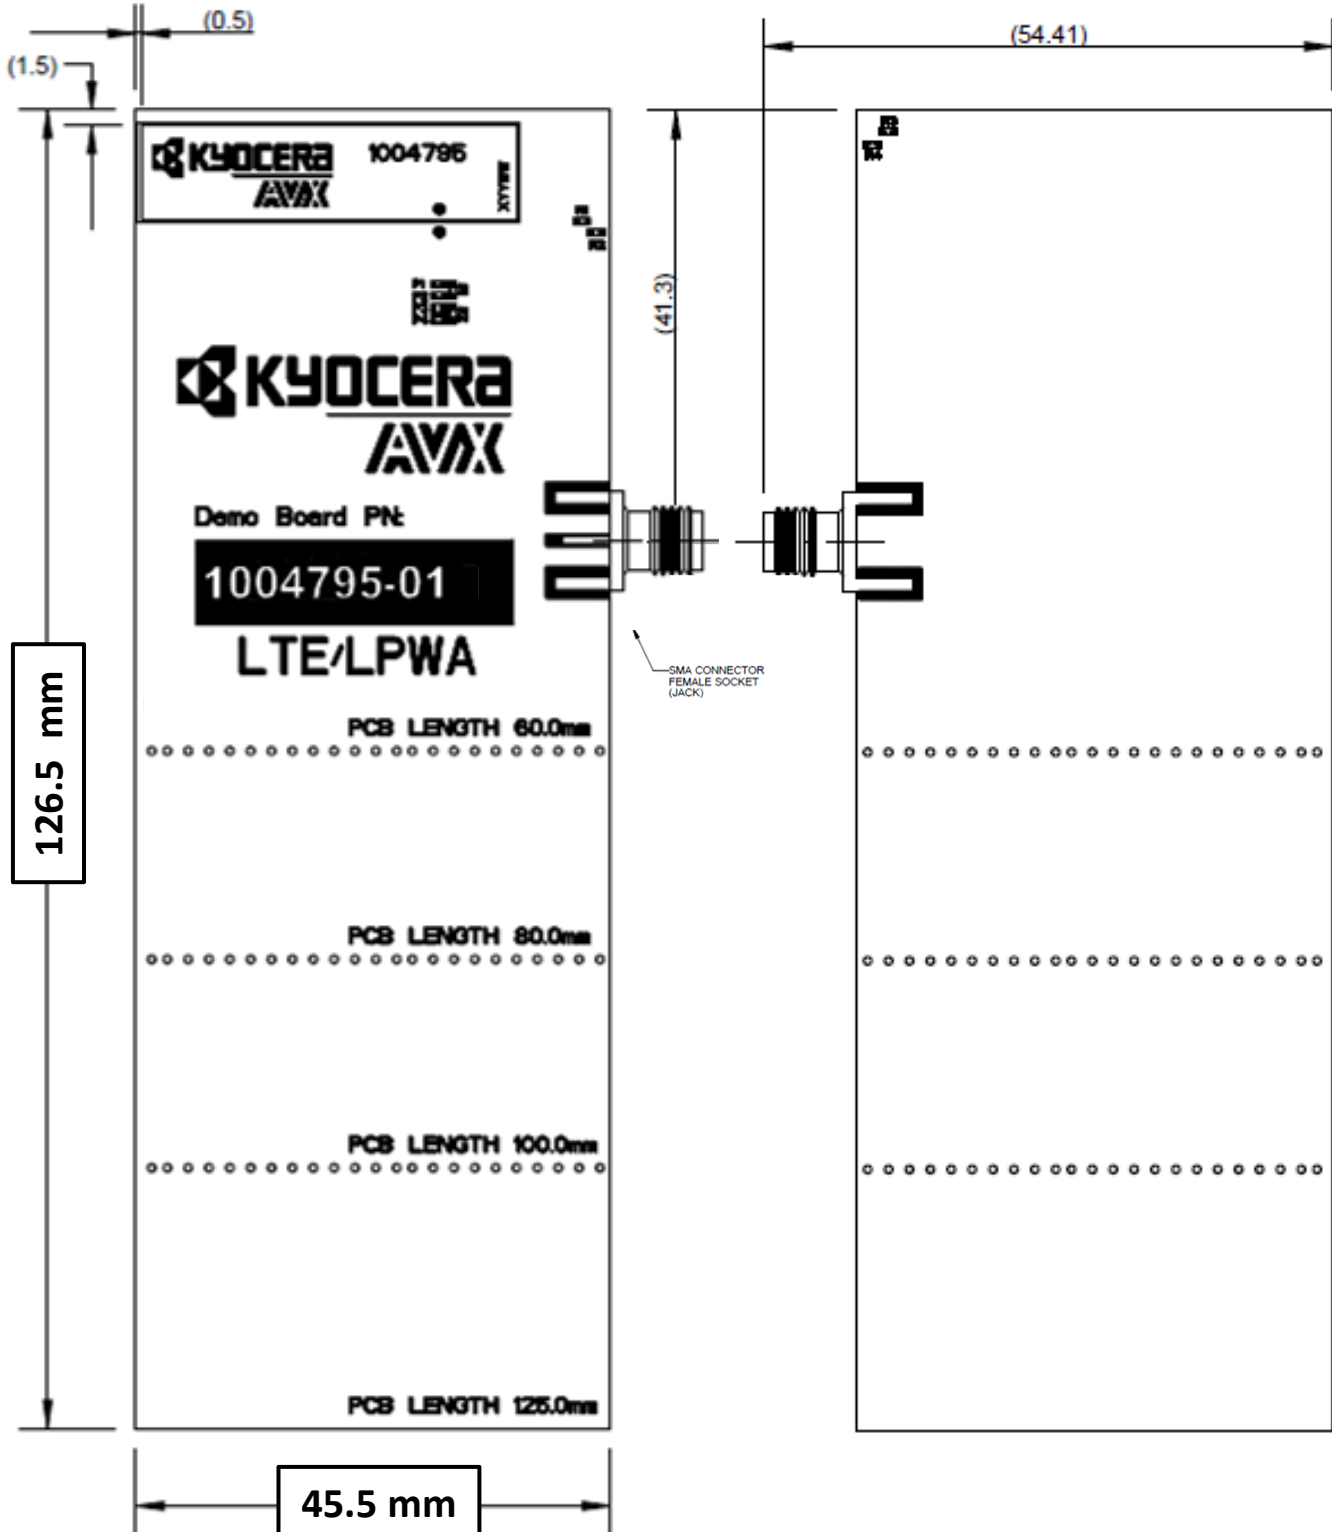 (0.5)
(54.41)
(1.5)
KYOCERA
AVX
1004795
XYYWW
(41.3)
KYOCERA
AVX
Demo Board PN:
1004795-01
LTE/LPWA
SMA CONNECTOR
FEMALE SOCKET
(JACK)
PCB LENGTH 60.0mm
126.5 mm
PCB LENGTH 80.0mm
PCB LENGTH 100.0mm
PCB LENGTH 125.0mm
45.5 mm